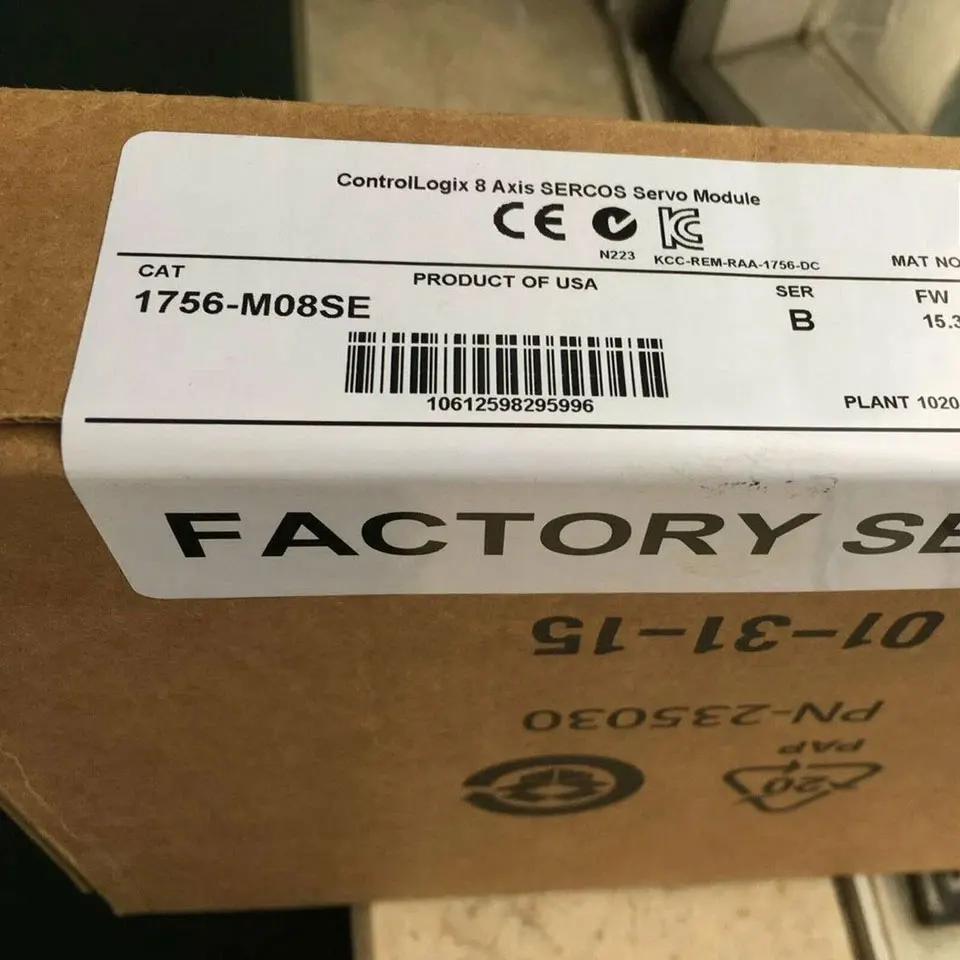 ControlLogix 8 Axis SERCOS Servo Module
CE
KC
N223 KCC-REM-RAA-1756-DC
MAT NO
CAT PRODUCT OF USA SER FW
1756-M08SE B 15.3
10612598295996
PLANT 1020
FACTORY SE
01-31-15
PN-235030
PAP
20